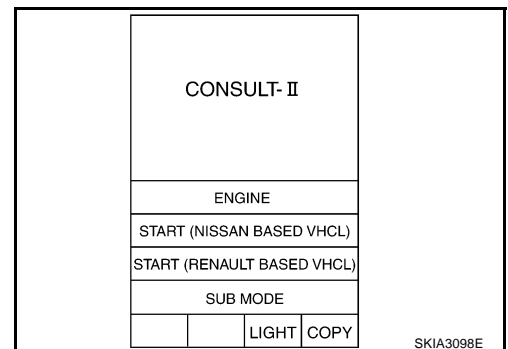 CONSULT-II
ENGINE
START (NISSAN BASED VHCL)
START (RENAULT BASED VHCL)
SUB MODE
LIGHT COPY
SKIA3098E